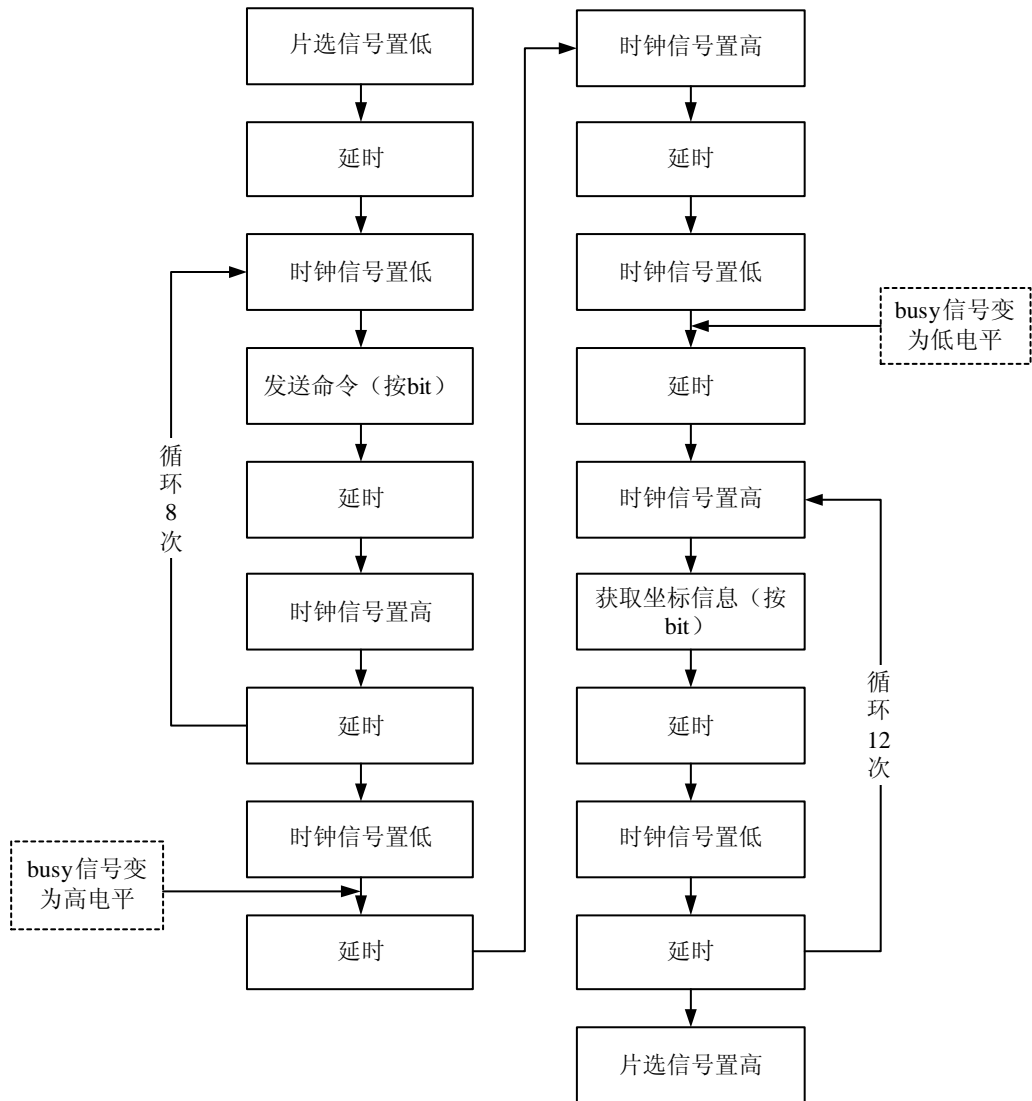 片选信号置低
延时
时钟信号置低
发送命令（按bit）
延时
时钟信号置高
延时
时钟信号置低
延时
循
环
8
次
busy信号变
为高电平
时钟信号置高
延时
时钟信号置低
延时
时钟信号置高
获取坐标信息（按
bit）
延时
时钟信号置低
延时
片选信号置高
busy信号变
为低电平
循
环
12
次